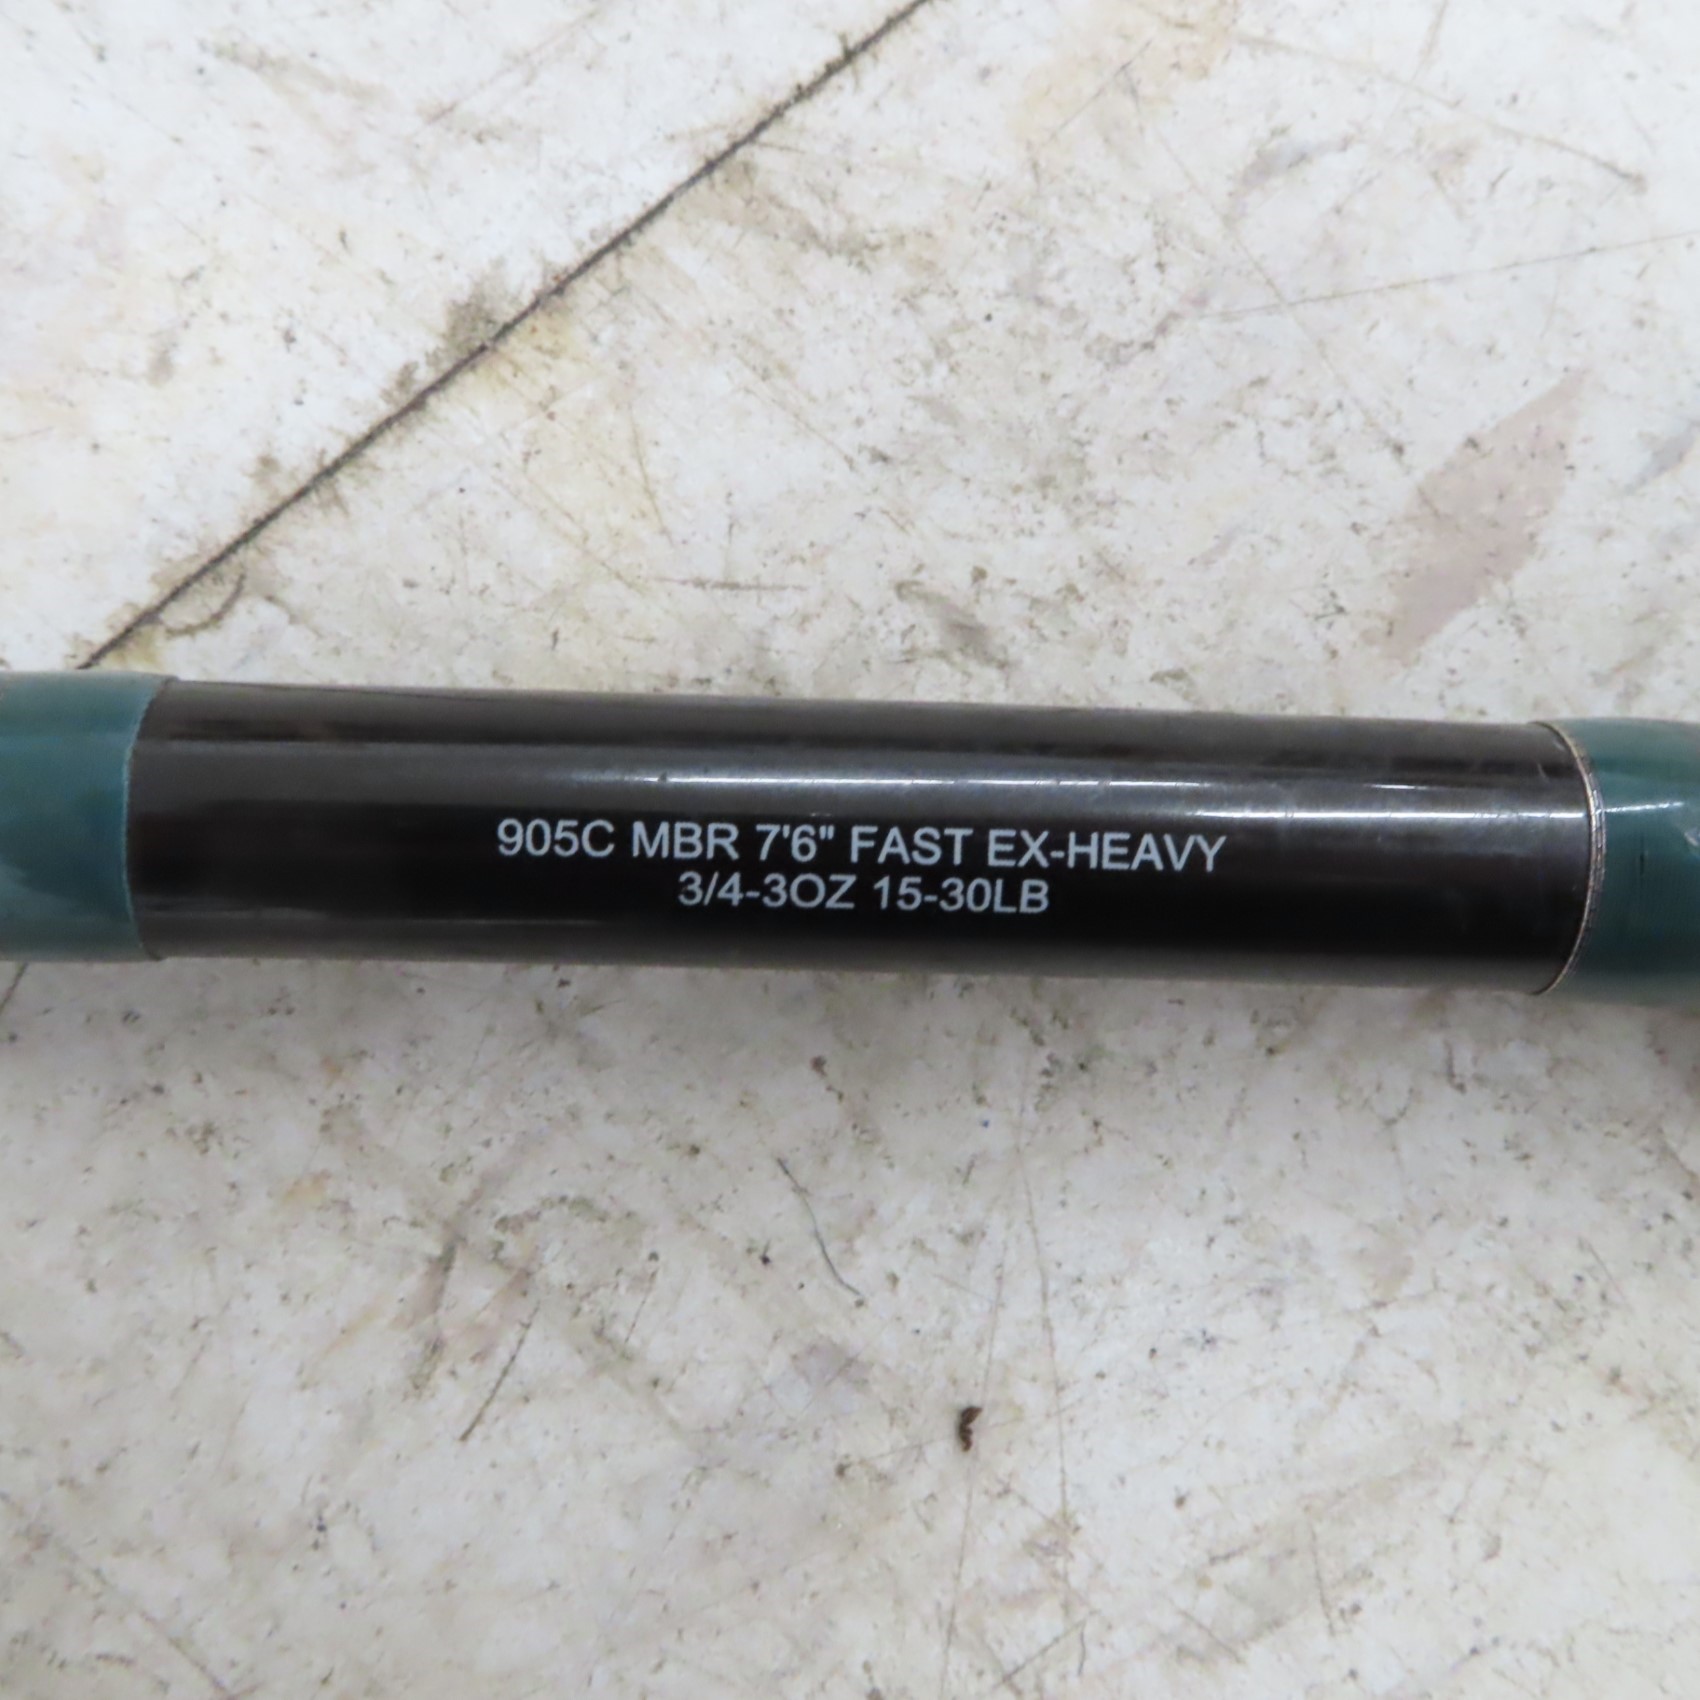 905C MBR 7'6" FAST EX-HEAVY
3/4-3OZ 15-30LB